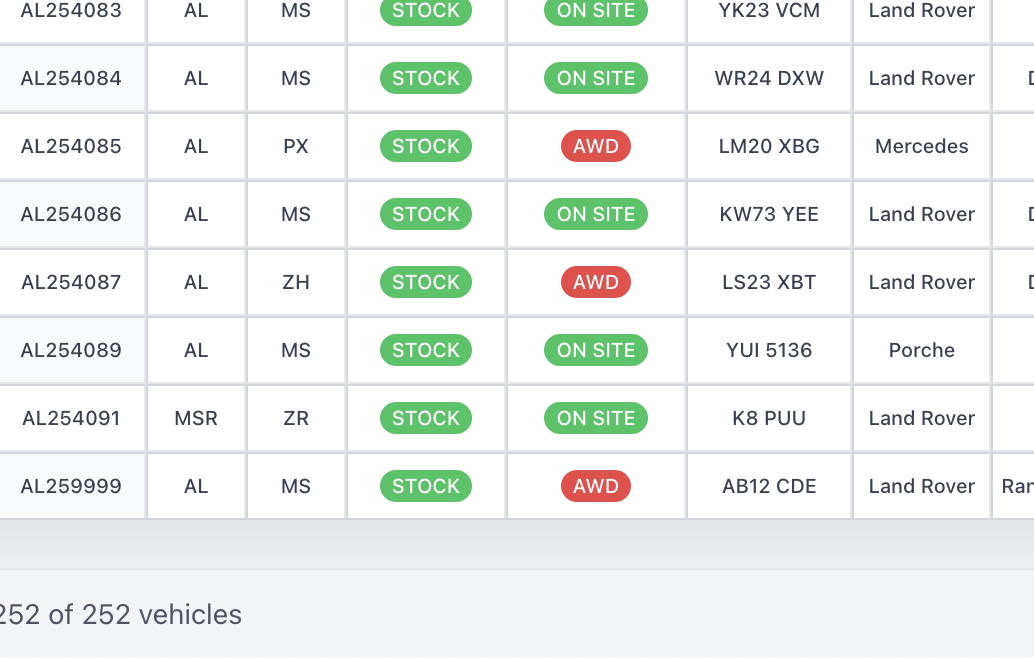 AL254083 AL MS STOCK ON SITE YK23 VCM Land Rover
AL254084 AL MS STOCK ON SITE WR24 DXW Land Rover
AL254085 AL PX STOCK AWD LM20 XBG Mercedes
AL254086 AL MS STOCK ON SITE KW73 YEE Land Rover
AL254087 AL ZH STOCK AWD LS23 XBT Land Rover
AL254089 AL MS STOCK ON SITE YUI 5136 Porche
AL254091 MSR ZR STOCK ON SITE K8 PUU Land Rover
AL259999 AL MS STOCK AWD AB12 CDE Land Rover Ran
252 of 252 vehicles